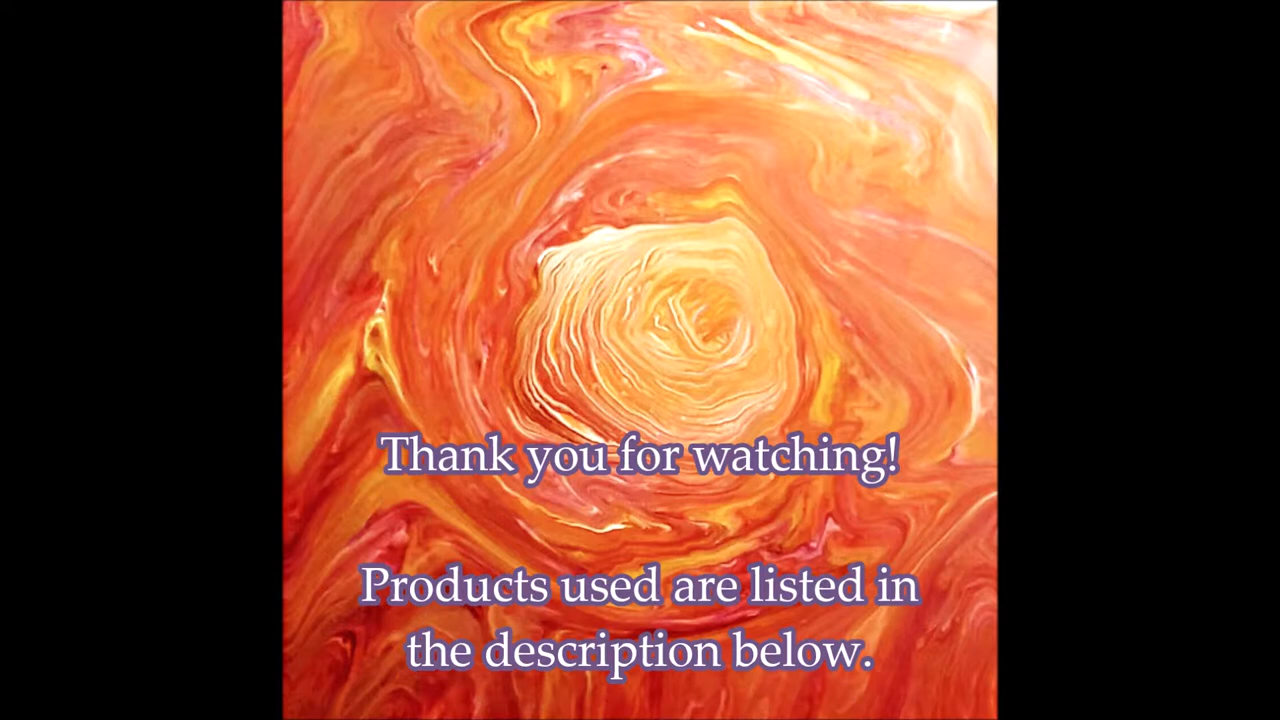 Thank you for watching!
Products used are listed in
the description below.